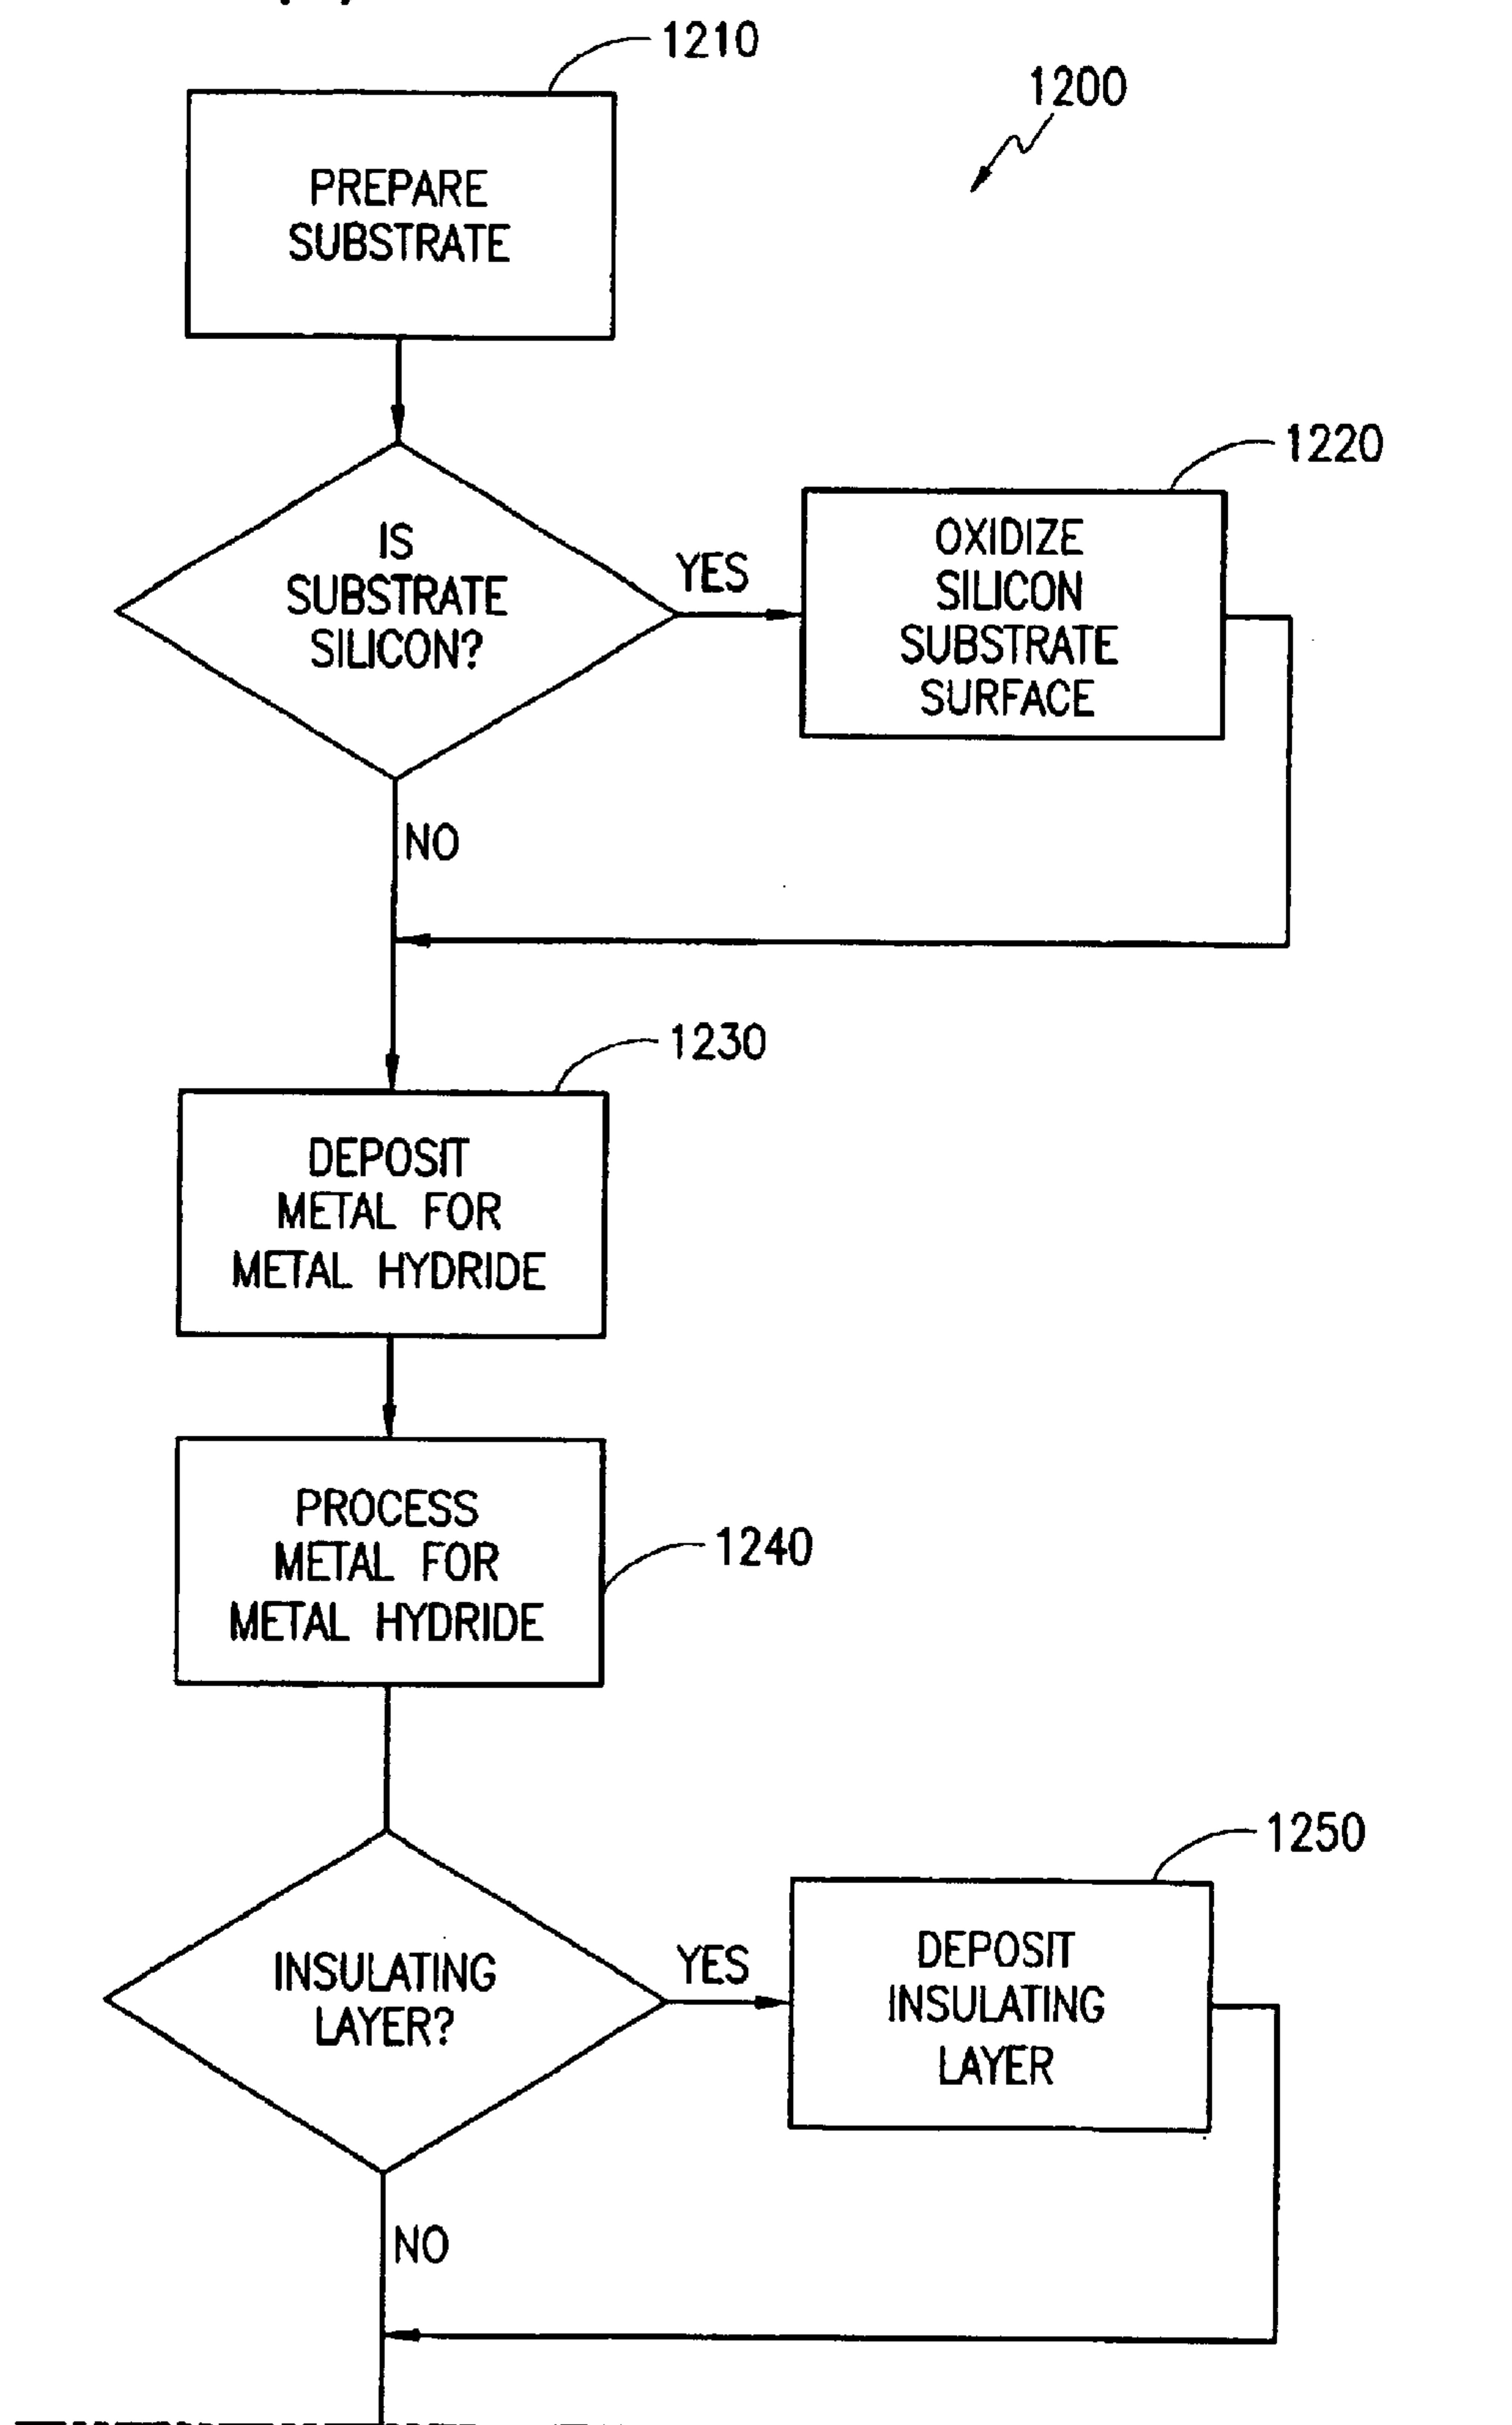 1210
1200
PREPARE
SUBSTRATE
1220
IS
SUBSTRATE
SILICON?
YES
OXIDIZE
SILICON
SUBSTRATE
SURFACE
NO
1230
DEPOSIT
METAL FOR
METAL HYDRIDE
PROCESS
METAL FOR
METAL HYDRIDE
1240
1250
INSULATING
LAYER?
YES
DEPOSIT
INSULATING
LAYER
NO